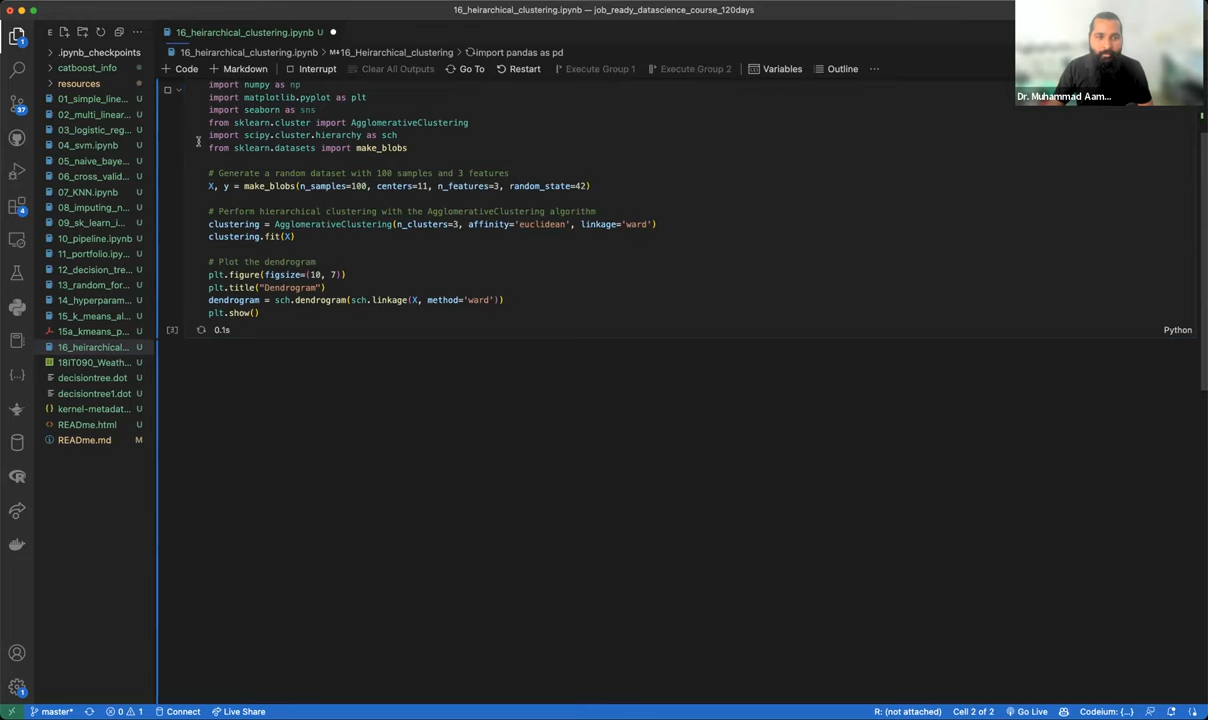 16_heirarchical_clustering.ipynb — job_ready_datascience_course_120days
E
16_heirarchical_clustering.ipynb U
16_heirarchical_clustering.ipynb > M↓16_Heirarchical_clustering > import pandas as pd
+ Code + Markdown Interrupt Clear All Outputs Go To Restart Execute Group 1 Execute Group 2 Variables Outline ...
Dr. Muhammad Aam...
> .ipynb_checkpoints
> catboost_info
> resources
01_simple_line... U
02_multi_linear... U
03_logistic_reg... U
04_svm.ipynb U
05_naive_baye... U
06_cross_valid... U
07_KNN.ipynb U
08_imputing_n... U
09_sk_learn_i... U
10_pipeline.ipynb U
11_portfolio.ipy... U
12_decision_tre... U
13_random_for... U
14_hyperparam... U
15_k_means_al... U
15a_kmeans_p... U
16_heirarchical... U
18IT090_Weath... U
decisiontree.dot U
decisiontree1.dot U
kernel-metadat... U
READme.html U
READme.md M
1
37
4
1
import numpy as np
import matplotlib.pyplot as plt
import seaborn as sns
from sklearn.cluster import AgglomerativeClustering
import scipy.cluster.hierarchy as sch
from sklearn.datasets import make_blobs
# Generate a random dataset with 100 samples and 3 features
X, y = make_blobs(n_samples=100, centers=11, n_features=3, random_state=42)
# Perform hierarchical clustering with the AgglomerativeClustering algorithm
clustering = AgglomerativeClustering(n_clusters=3, affinity='euclidean', linkage='ward')
clustering.fit(X)
# Plot the dendrogram
plt.figure(figsize=(10, 7))
plt.title("Dendrogram")
dendrogram = sch.dendrogram(sch.linkage(X, method='ward'))
plt.show()
[3] 0.1s Python
master* 0 1 Connect Live Share R: (not attached) Cell 2 of 2 Go Live Codeium: {...}